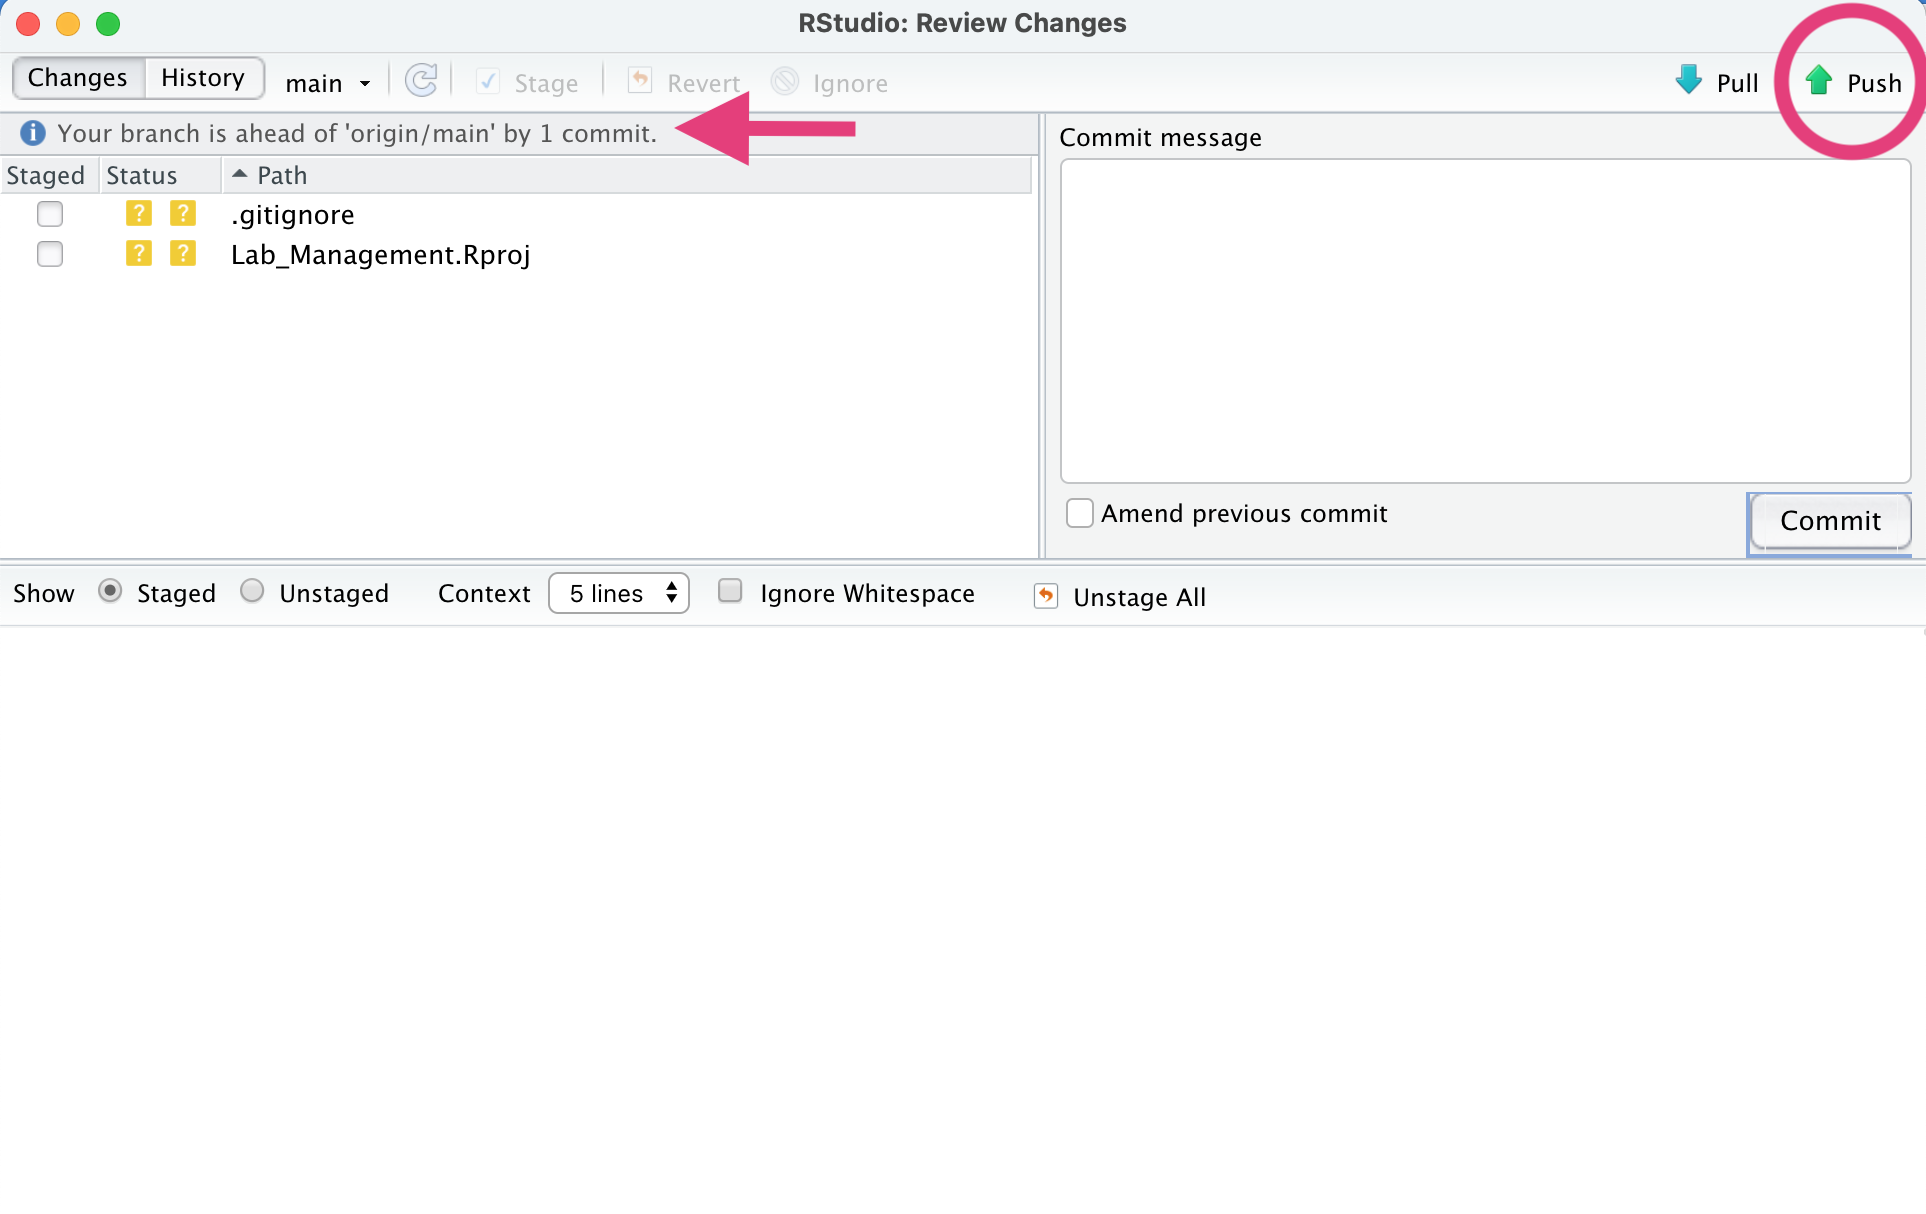 RStudio: Review Changes
Changes History main Stage Revert Ignore Pull Push
Your branch is ahead of 'origin/main' by 1 commit.
Commit message
Staged Status Path
? ? .gitignore
? ? Lab_Management.Rproj
Amend previous commit
Commit
Show Staged Unstaged Context 5 lines Ignore Whitespace Unstage All